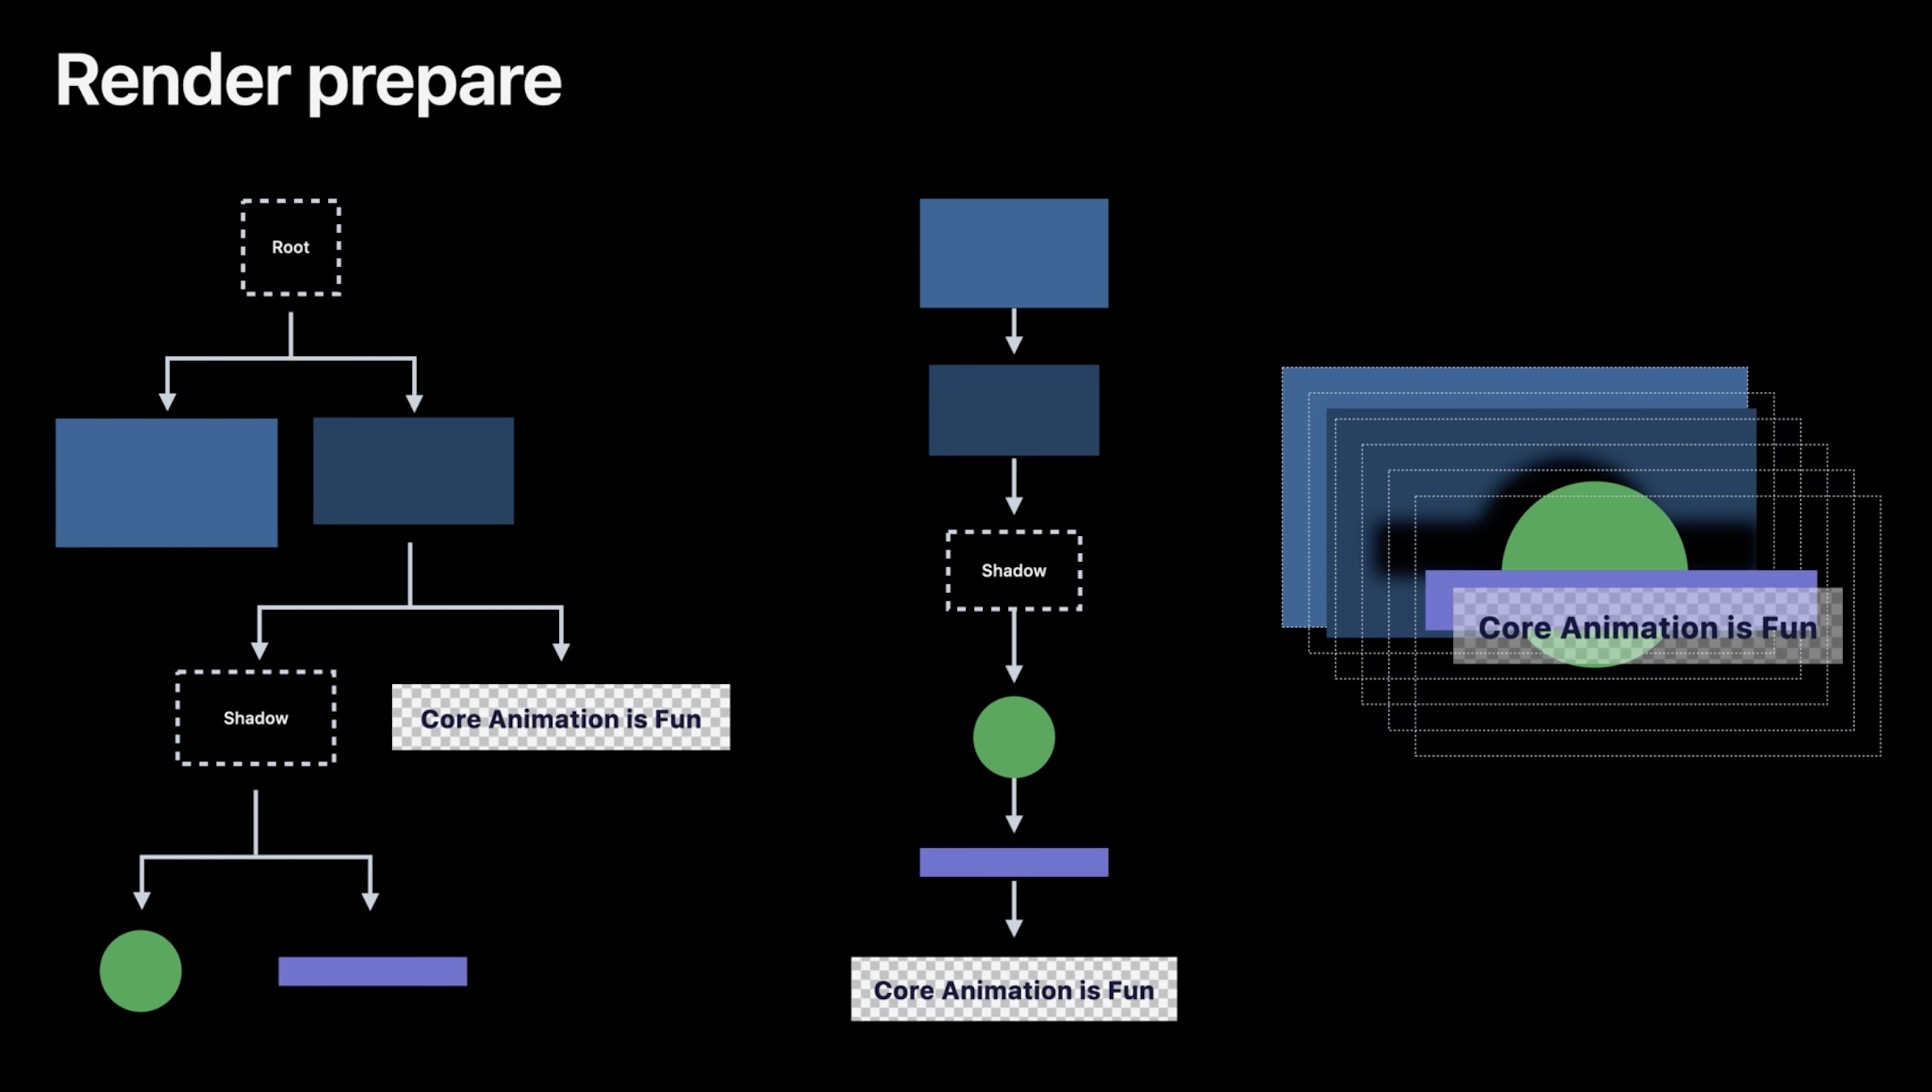 Render prepare
Root
Shadow
Core Animation is Fun
Shadow
Core Animation is Fun
Core Animation is Fun